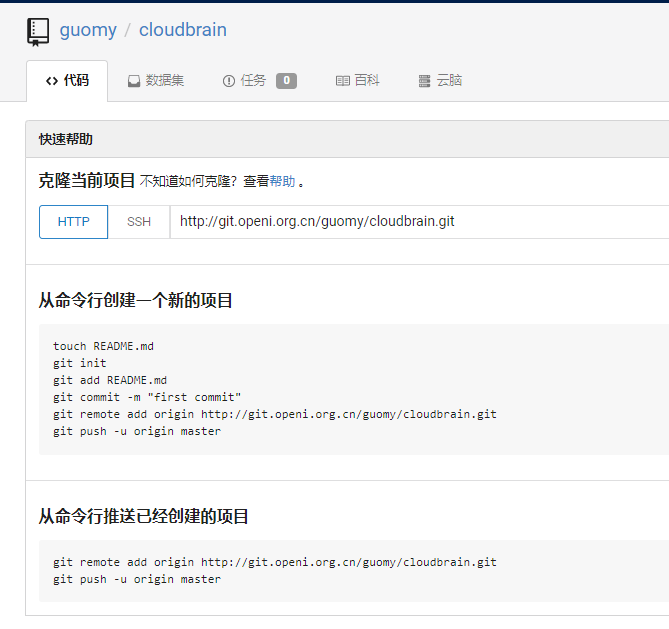 guomy / cloudbrain
代码 数据集 任务 0 百科 云脑
快速帮助
克隆当前项目 不知道如何克隆？查看帮助 。
HTTP SSH http://git.openi.org.cn/guomy/cloudbrain.git
从命令行创建一个新的项目
touch README.md
git init
git add README.md
git commit -m "first commit"
git remote add origin http://git.openi.org.cn/guomy/cloudbrain.git
git push -u origin master
从命令行推送已经创建的项目
git remote add origin http://git.openi.org.cn/guomy/cloudbrain.git
git push -u origin master